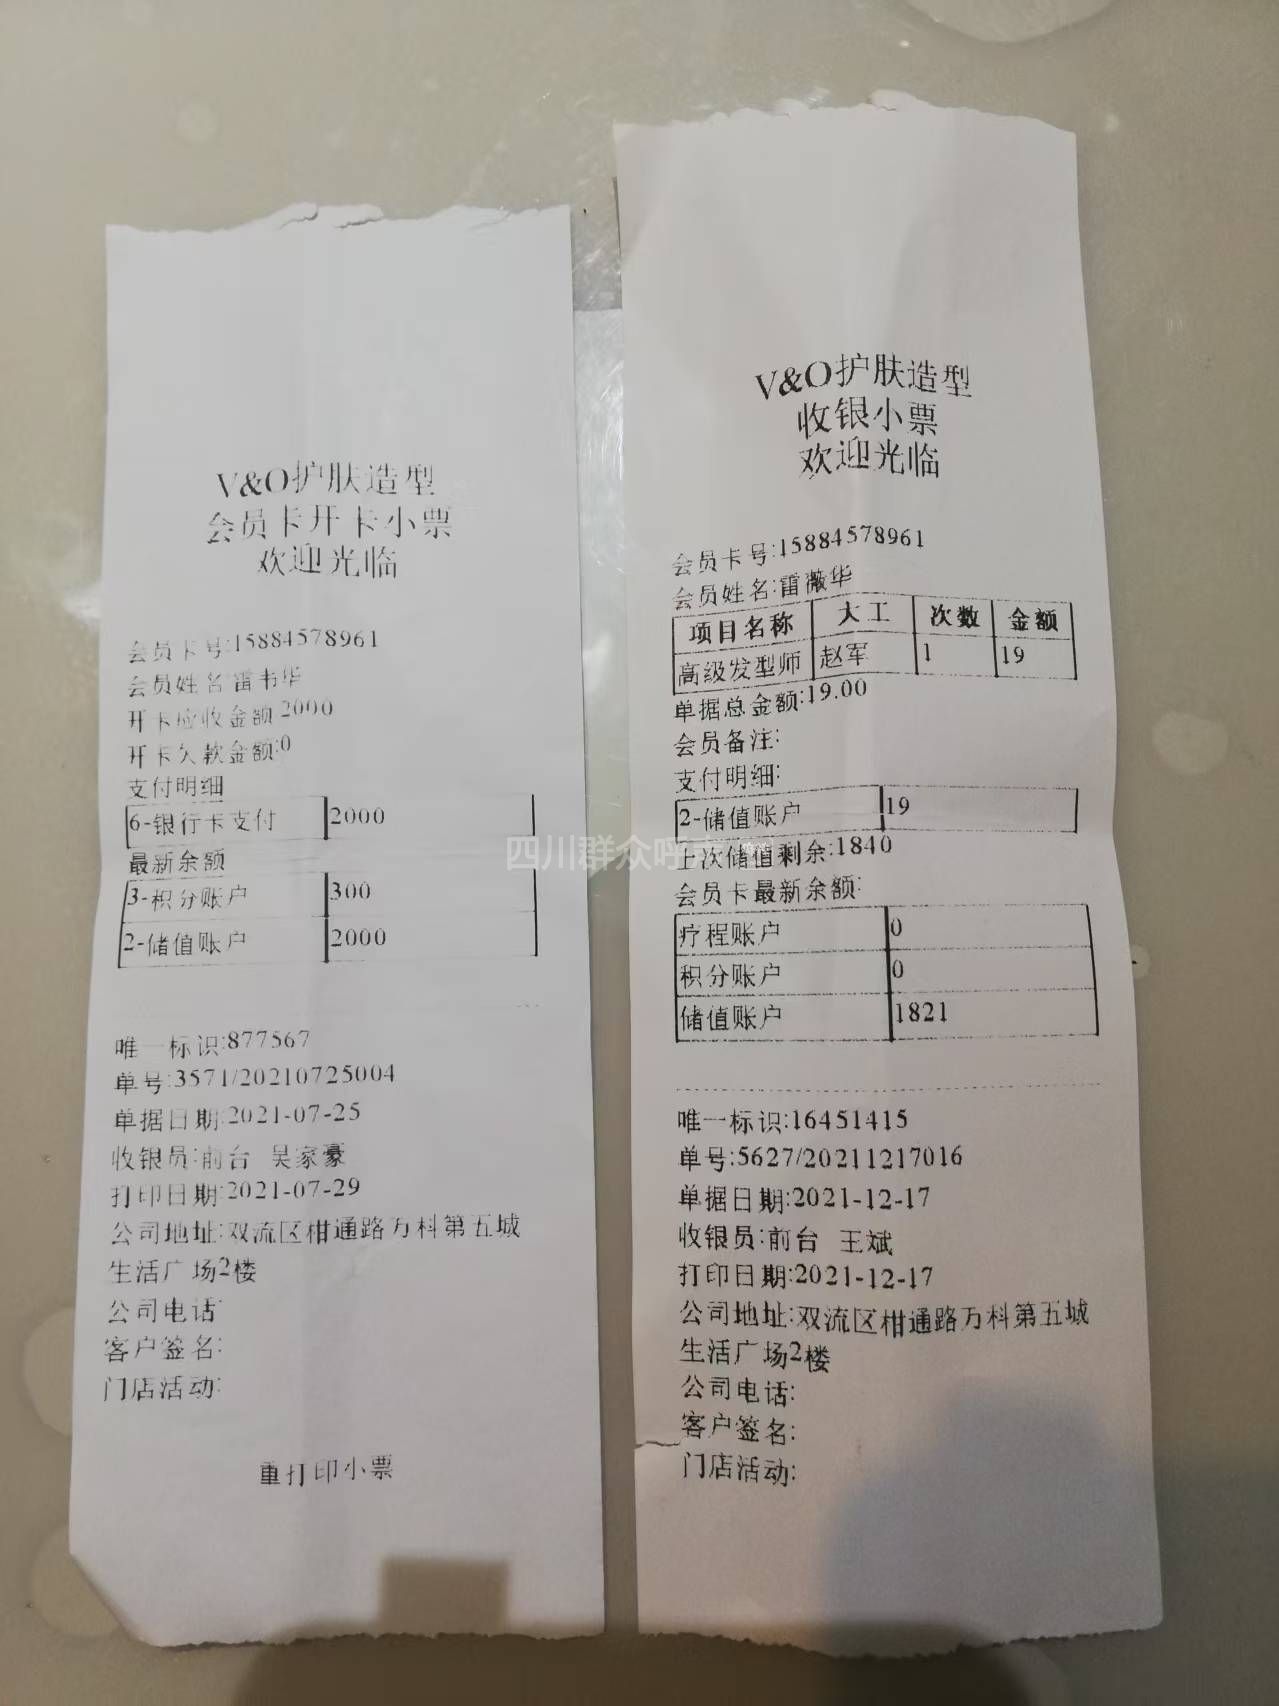 V&O护肤造型
会员卡开卡小票
欢迎光临
会员卡号:15884578961
会员姓名:雷韦华
开卡应收金额:2000
开卡欠款金额:0
支付明细
6-银行卡支付 2000
最新余额
3-积分账户 300
2-储值账户 2000
唯一标识:877567
单号:3571/20210725004
单据日期:2021-07-25
收银员:前台 吴家豪
打印日期:2021-07-29
公司地址:双流区柑通路万科第五城
生活广场2楼
公司电话:
客户签名:
门店活动:
重打印小票
V&O护肤造型
收银小票
欢迎光临
会员卡号:15884578961
会员姓名:雷薇华
项目名称 大工 次数 金额
高级发型师 赵军 1 19
单据总金额:19.00
会员备注:
支付明细:
2-储值账户 19
上次储值剩余:1840
会员卡最新余额:
疗程账户 0
积分账户 0
储值账户 1821
唯一标识:16451415
单号:5627/20211217016
单据日期:2021-12-17
收银员:前台 王斌
打印日期:2021-12-17
公司地址:双流区柑通路万科第五城
生活广场2楼
公司电话:
客户签名:
门店活动:
四川群众呼